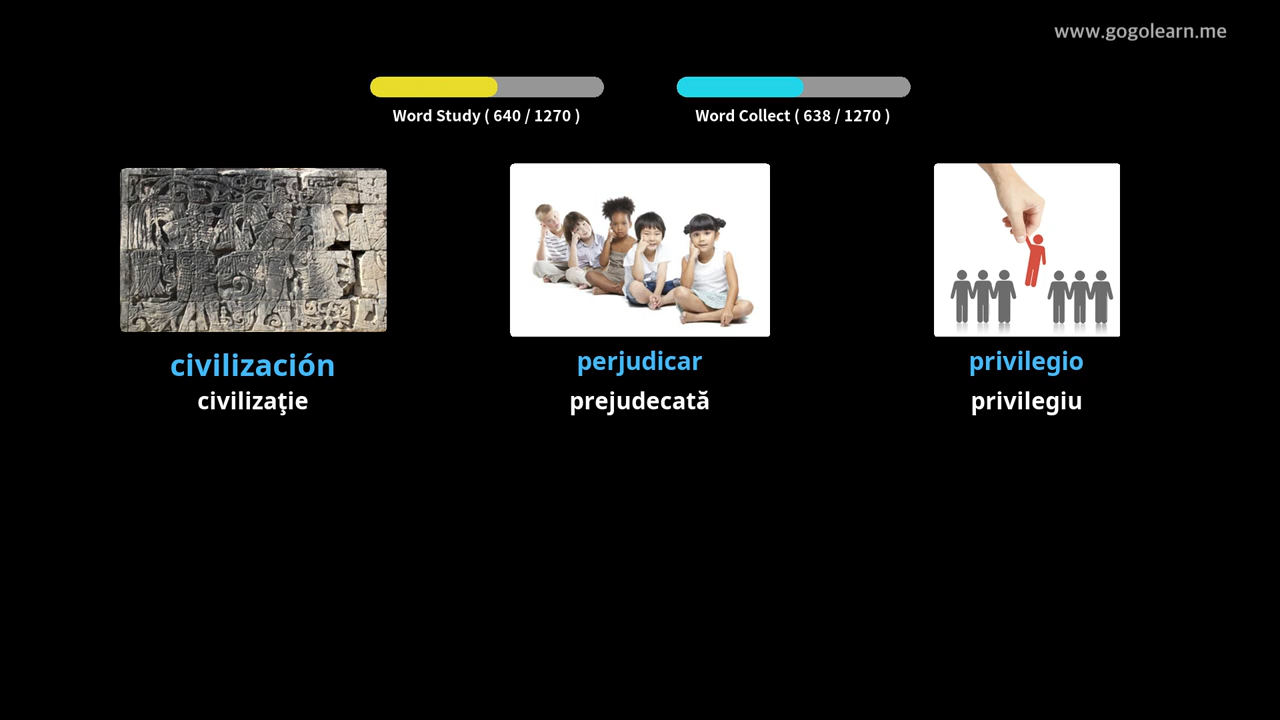 www.gogolearn.me
Word Study ( 640 / 1270 )
Word Collect ( 638 / 1270 )
civilización
civilizaţie
perjudicar
prejudecată
privilegio
privilegiu